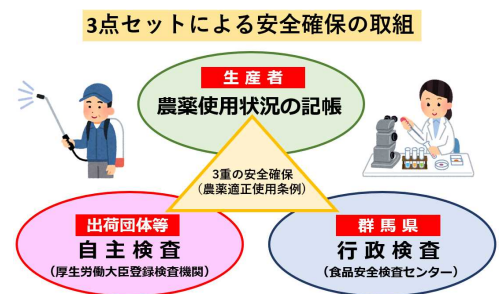 3点セットによる安全確保の取組
生産者
農薬使用状況の記帳
3重の安全確保
（農薬適正使用条例）
出荷団体等
自主検査
（厚生労働大臣登録検査機関）
群馬県
行政検査
（食品安全検査センター）